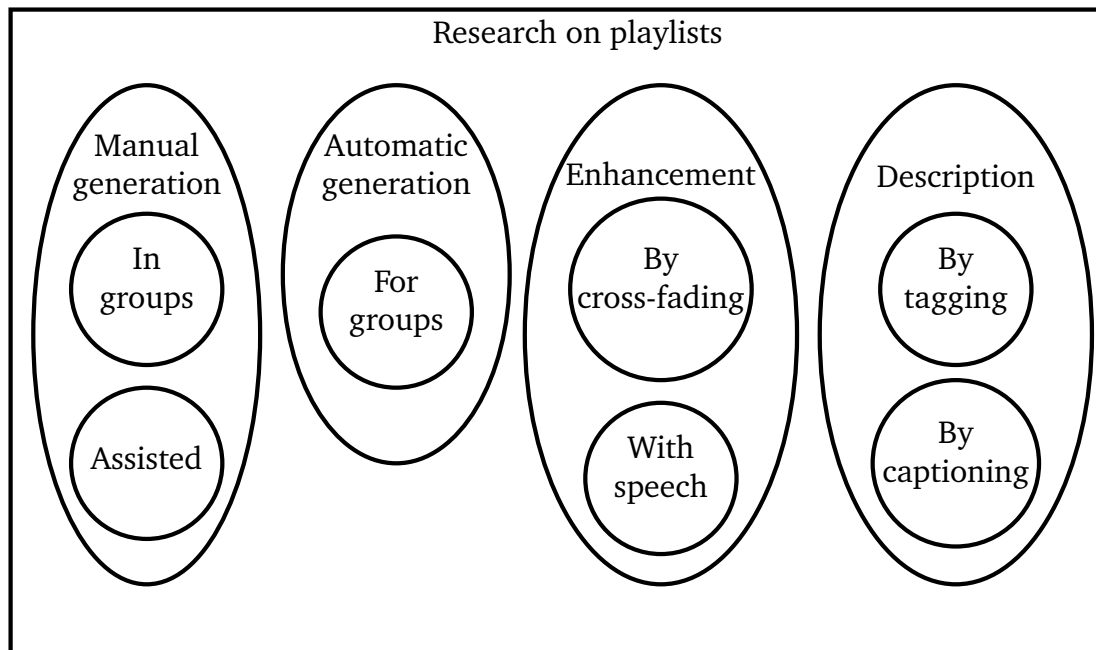 Research on playlists
Manual
generation
In
groups
Assisted
Automatic
generation
For
groups
Enhancement
By
cross-fading
With
speech
Description
By
tagging
By
captioning